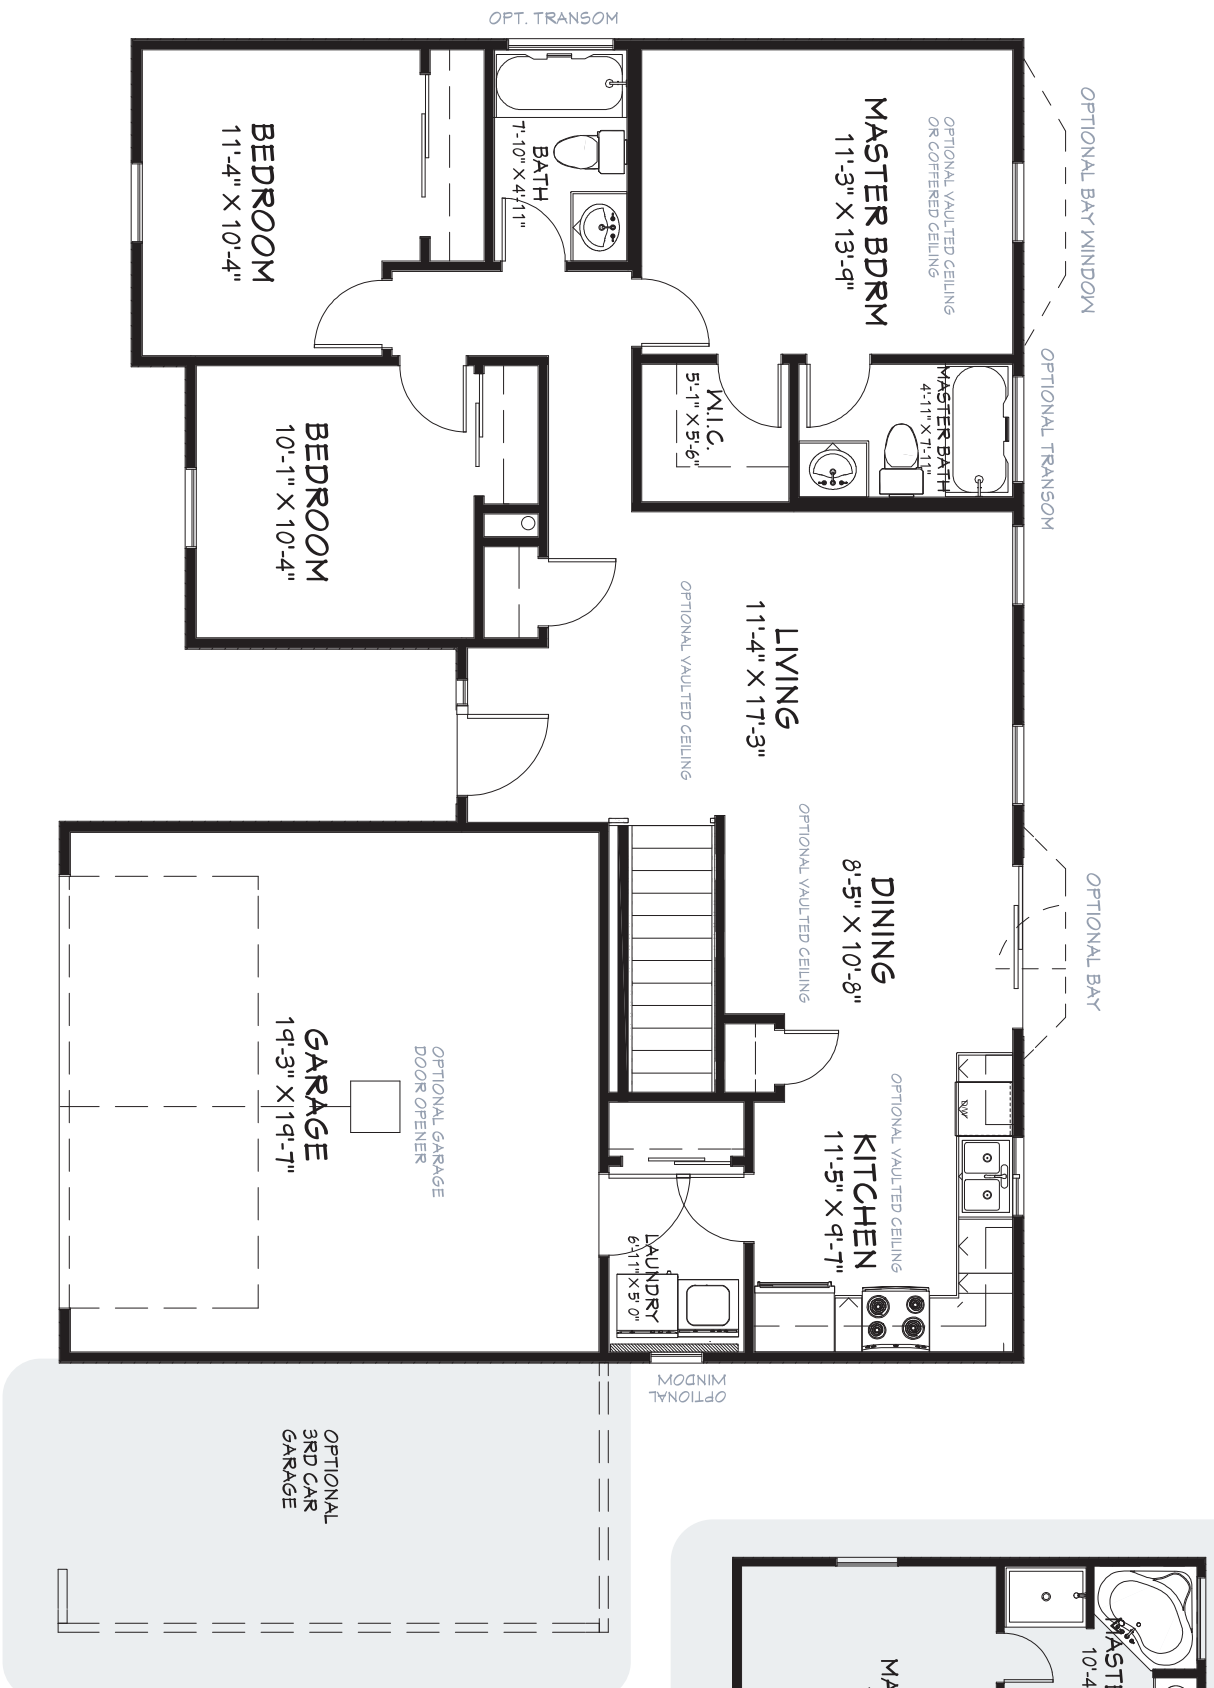 OPT. TRANSOM
BEDROOM
11'-4" X 10'-4"
BATH
7'-10" X 4'-11"
MASTER BDRM
11'-3" X 13'-9"
OPTIONAL VAULTED CEILING
OR COFFERED CEILING
OPTIONAL BAY WINDOW
OPTIONAL TRANSOM
MASTER BATH
4'-11" X 7'-11"
W.I.C.
5'-1" X 5'-6"
BEDROOM
10'-1" X 10'-4"
LIVING
11'-4" X 17'-3"
OPTIONAL VAULTED CEILING
DINING
8'-5" X 10'-8"
OPTIONAL VAULTED CEILING
OPTIONAL BAY
KITCHEN
11'-5" X 9'-7"
OPTIONAL VAULTED CEILING
D/W
GARAGE
19'-3" X 19'-7"
OPTIONAL GARAGE
DOOR OPENER
LAUNDRY
6'-11" X 5' 0"
OPTIONAL
WINDOW
OPTIONAL
3RD CAR
GARAGE
MASTE
10'-4
MA